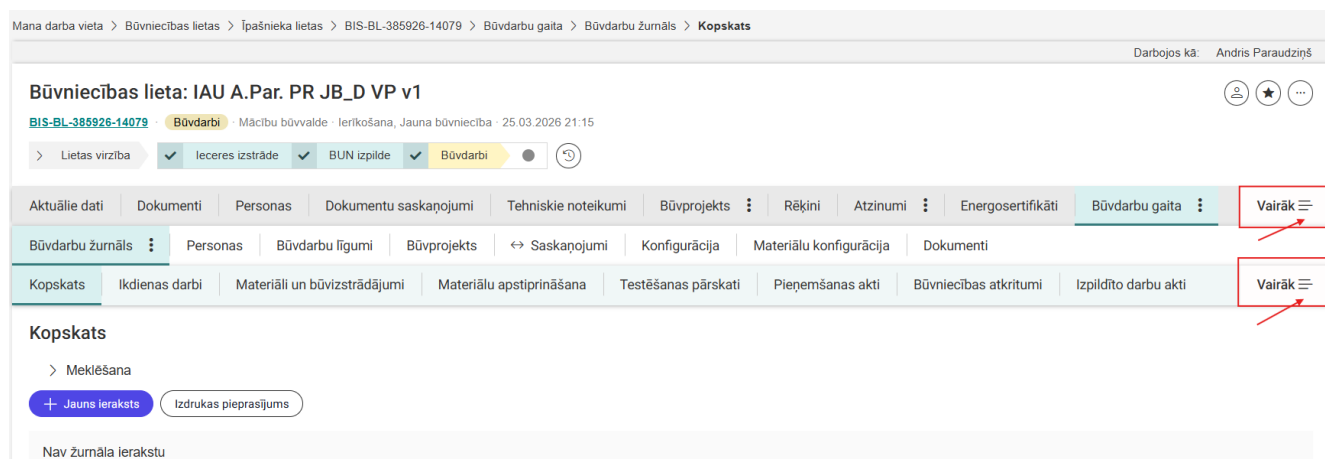 Mana darba vieta > Būvniecības lietas > Īpašnieka lietas > BIS-BL-385926-14079 > Būvdarbu gaita > Būvdarbu žurnāls > Kopskats
Darbojos kā: Andris Paraudziņš
Būvniecības lieta: IAU A.Par. PR JB_D VP v1
BIS-BL-385926-14079 · Būvdarbi · Mācību būvvalde · Ierīkošana, Jauna būvniecība · 25.03.2026 21:15
> Lietas virzība Ieceres izstrāde BUN izpilde Būvdarbi
Aktuālie dati Dokumenti Personas Dokumentu saskaņojumi Tehniskie noteikumi Būvprojekts Rēķini Atzinumi Energosertifikāti Būvdarbu gaita Vairāk
Būvdarbu žurnāls Personas Būvdarbu līgumi Būvprojekts ↔ Saskaņojumi Konfigurācija Materiālu konfigurācija Dokumenti
Kopskats Ikdienas darbi Materiāli un būvizstrādājumi Materiālu apstiprināšana Testēšanas pārskati Pieņemšanas akti Būvniecības atkritumi Izpildīto darbu akti Vairāk
Kopskats
> Meklēšana
+ Jauns ieraksts Izdrukas pieprasījums
Nav žurnāla ierakstu